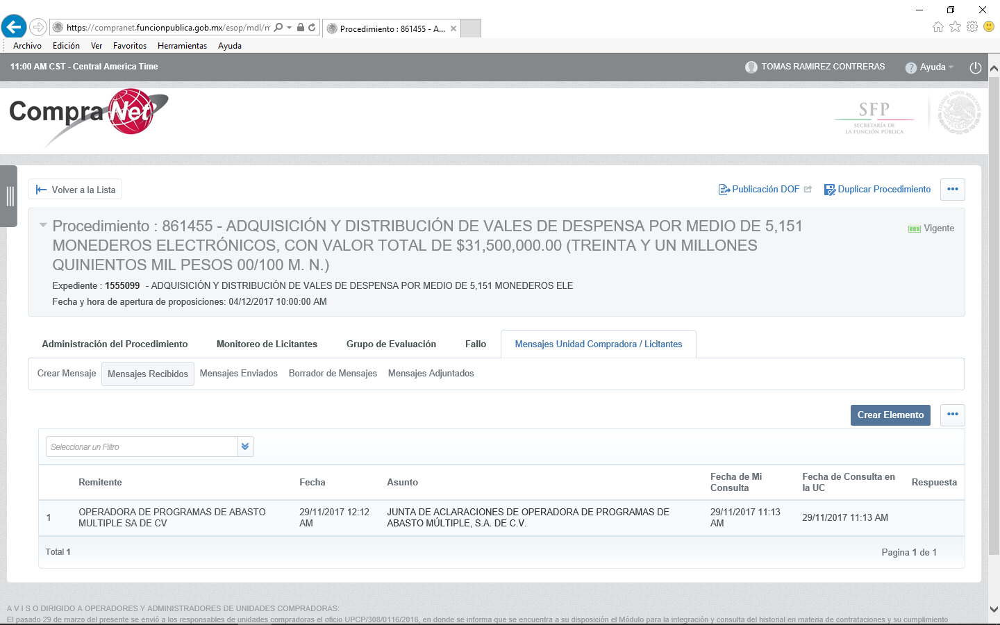 https://compranet.funcionpublica.gob.mx/esop/mdl/m
Procedimiento : 861455 - A...
Archivo Edición Ver Favoritos Herramientas Ayuda
11:00 AM CST - Central America Time
TOMAS RAMIREZ CONTRERAS
Ayuda
CompraNet
SFP
SECRETARÍA DE
LA FUNCIÓN PÚBLICA
Volver a la Lista
Publicación DOF
Duplicar Procedimiento
Procedimiento : 861455 - ADQUISICIÓN Y DISTRIBUCIÓN DE VALES DE DESPENSA POR MEDIO DE 5,151
MONEDEROS ELECTRÓNICOS, CON VALOR TOTAL DE $31,500,000.00 (TREINTA Y UN MILLONES
QUINIENTOS MIL PESOS 00/100 M. N.)
Vigente
Expediente : 1555099 - ADQUISICIÓN Y DISTRIBUCIÓN DE VALES DE DESPENSA POR MEDIO DE 5,151 MONEDEROS ELE
Fecha y hora de apertura de proposiciones: 04/12/2017 10:00:00 AM
Administración del Procedimiento Monitoreo de Licitantes Grupo de Evaluación Fallo Mensajes Unidad Compradora / Licitantes
Crear Mensaje Mensajes Recibidos Mensajes Enviados Borrador de Mensajes Mensajes Adjuntados
Crear Elemento
Seleccionar un Filtro
Remitente Fecha Asunto Fecha de Mi Consulta Fecha de Consulta en la UC Respuesta
1 OPERADORA DE PROGRAMAS DE ABASTO MULTIPLE SA DE CV 29/11/2017 12:12 AM JUNTA DE ACLARACIONES DE OPERADORA DE PROGRAMAS DE ABASTO MÚLTIPLE, S.A. DE C.V. 29/11/2017 11:13 AM 29/11/2017 11:13 AM
Total 1
Pagina 1 de 1
A V I S O DIRIGIDO A OPERADORES Y ADMINISTRADORES DE UNIDADES COMPRADORAS:
El pasado 29 de marzo del presente se envió a los responsables de unidades compradoras el oficio UPCP/308/0116/2016, en donde se informa que se encuentra a su disposición el Módulo para la integración y consulta del historial en materia de contrataciones y su cumplimiento